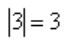 |3| = 3